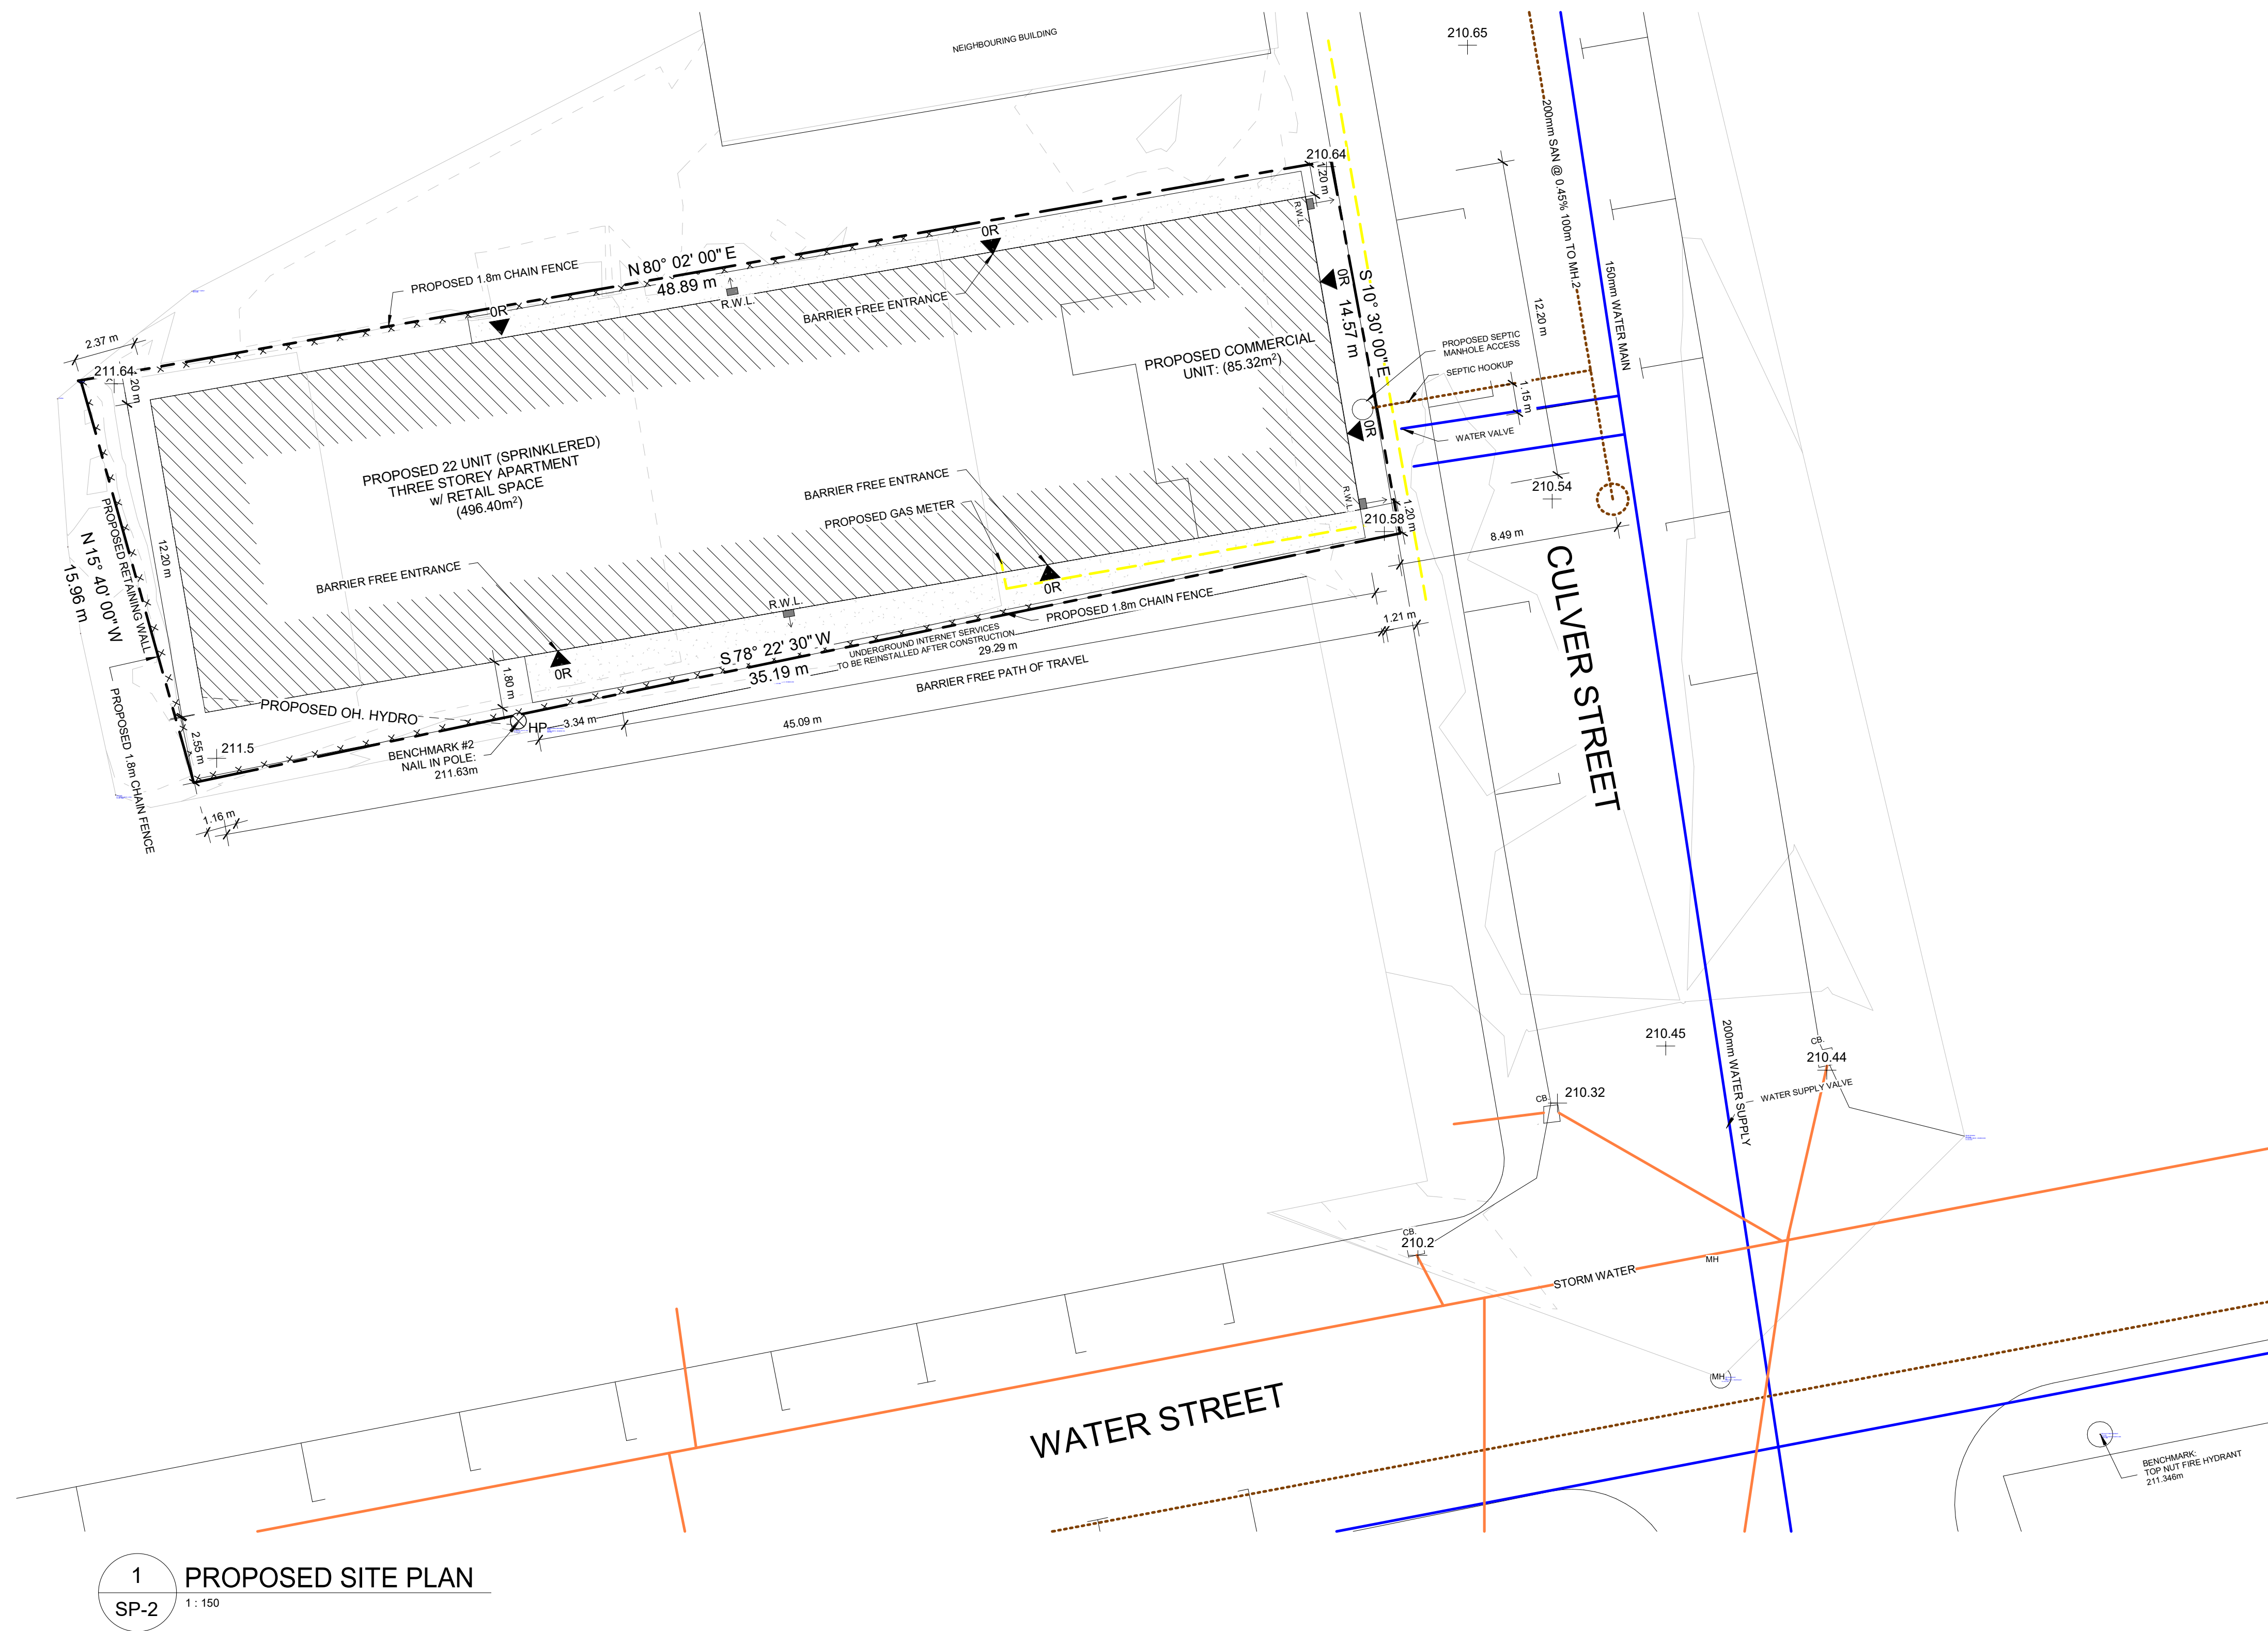 NEIGHBOURING BUILDING
210.65
200mm SAN @ 0.45% 100m TO MH.2
150mm WATER MAIN
210.64
1.20 m
R.W.L.
0R
N 80° 02' 00" E
48.89 m
PROPOSED 1.8m CHAIN FENCE
0R
R.W.L.
BARRIER FREE ENTRANCE
0R
S 10° 30' 00"E
14.57 m
12.20 m
2.37 m
211.64
PROPOSED COMMERCIAL
UNIT: (85.32m²)
PROPOSED SEPTIC
MANHOLE ACCESS
SEPTIC HOOKUP
1.15 m
0R
WATER VALVE
PROPOSED 22 UNIT (SPRINKLERED)
THREE STOREY APARTMENT
w/ RETAIL SPACE
(496.40m²)
BARRIER FREE ENTRANCE
PROPOSED GAS METER
R.W.L.
210.54
210.58
1.20 m
8.49 m
PROPOSED RETAINING WALL
N 15° 40' 00" W
15.96 m
12.20 m
BARRIER FREE ENTRANCE
0R
R.W.L.
0R
PROPOSED 1.8m CHAIN FENCE
1.21 m
CULVER STREET
S 78° 22' 30" W
35.19 m
UNDERGROUND INTERNET SERVICES
TO BE REINSTALLED AFTER CONSTRUCTION
29.29 m
BARRIER FREE PATH OF TRAVEL
1.80 m
PROPOSED OH. HYDRO
HP
3.34 m
45.09 m
BENCHMARK #2
NAIL IN POLE:
211.63m
2.55 m
211.5
PROPOSED 1.8m CHAIN FENCE
1.16 m
210.45
200mm WATER SUPPLY
CB.
210.44
WATER SUPPLY VALVE
CB.
210.32
CB.
210.2
STORM WATER
MH
MH
WATER STREET
BENCHMARK:
TOP NUT FIRE HYDRANT
211.346m
1
SP-2
PROPOSED SITE PLAN
1 : 150